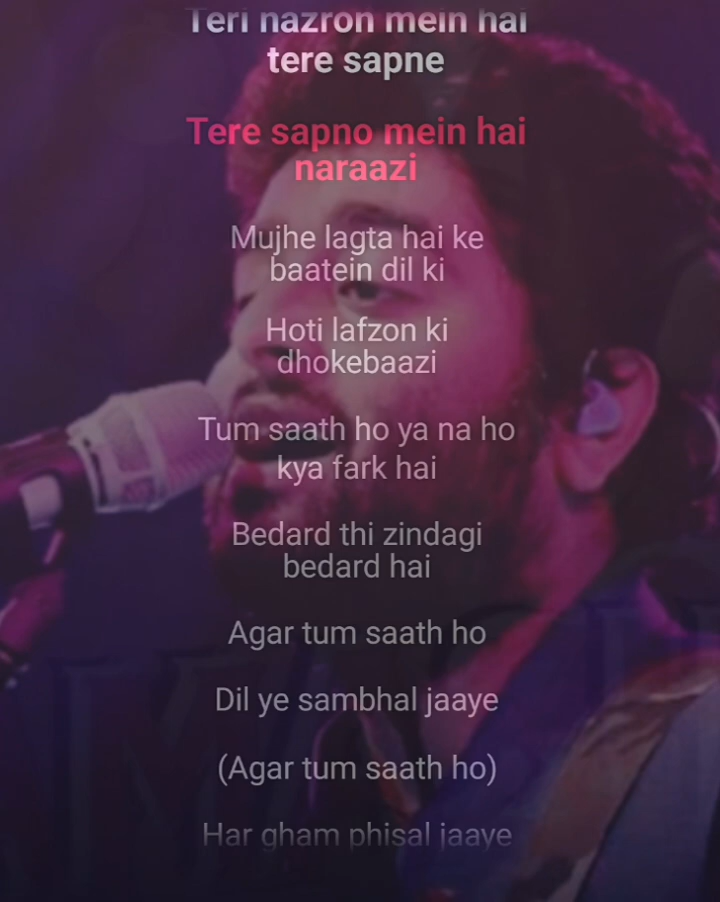 Teri nazron mein hai
tere sapne
Tere sapno mein hai
naraazi
Mujhe lagta hai ke
baatein dil ki
Hoti lafzon ki
dhokebaazi
Tum saath ho ya na ho
kya fark hai
Bedard thi zindagi
bedard hai
Agar tum saath ho
Dil ye sambhal jaaye
(Agar tum saath ho)
Har gham phisal jaaye